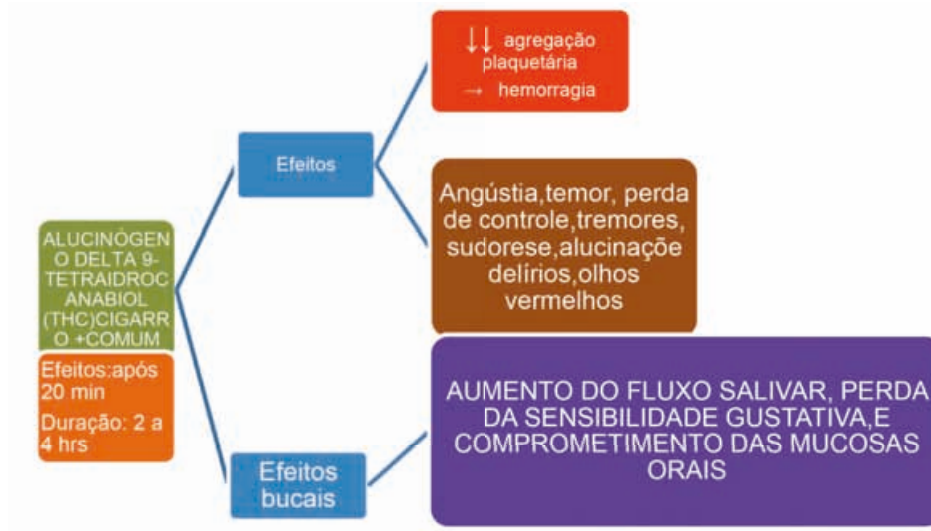 ALUCINÓGEN
O DELTA 9-
TETRAIDROC
ANABIOL
(THC)CIGARR
O +COMUM
Efeitos:após
20 min
Duração: 2 a
4 hrs
Efeitos
↓↓ agregação
plaquetária
→ hemorragia
Angústia,temor, perda
de controle,tremores,
sudorese,alucinaçõe
delírios,olhos
vermelhos
Efeitos
bucais
AUMENTO DO FLUXO SALIVAR, PERDA
DA SENSIBILIDADE GUSTATIVA,E
COMPROMETIMENTO DAS MUCOSAS
ORAIS